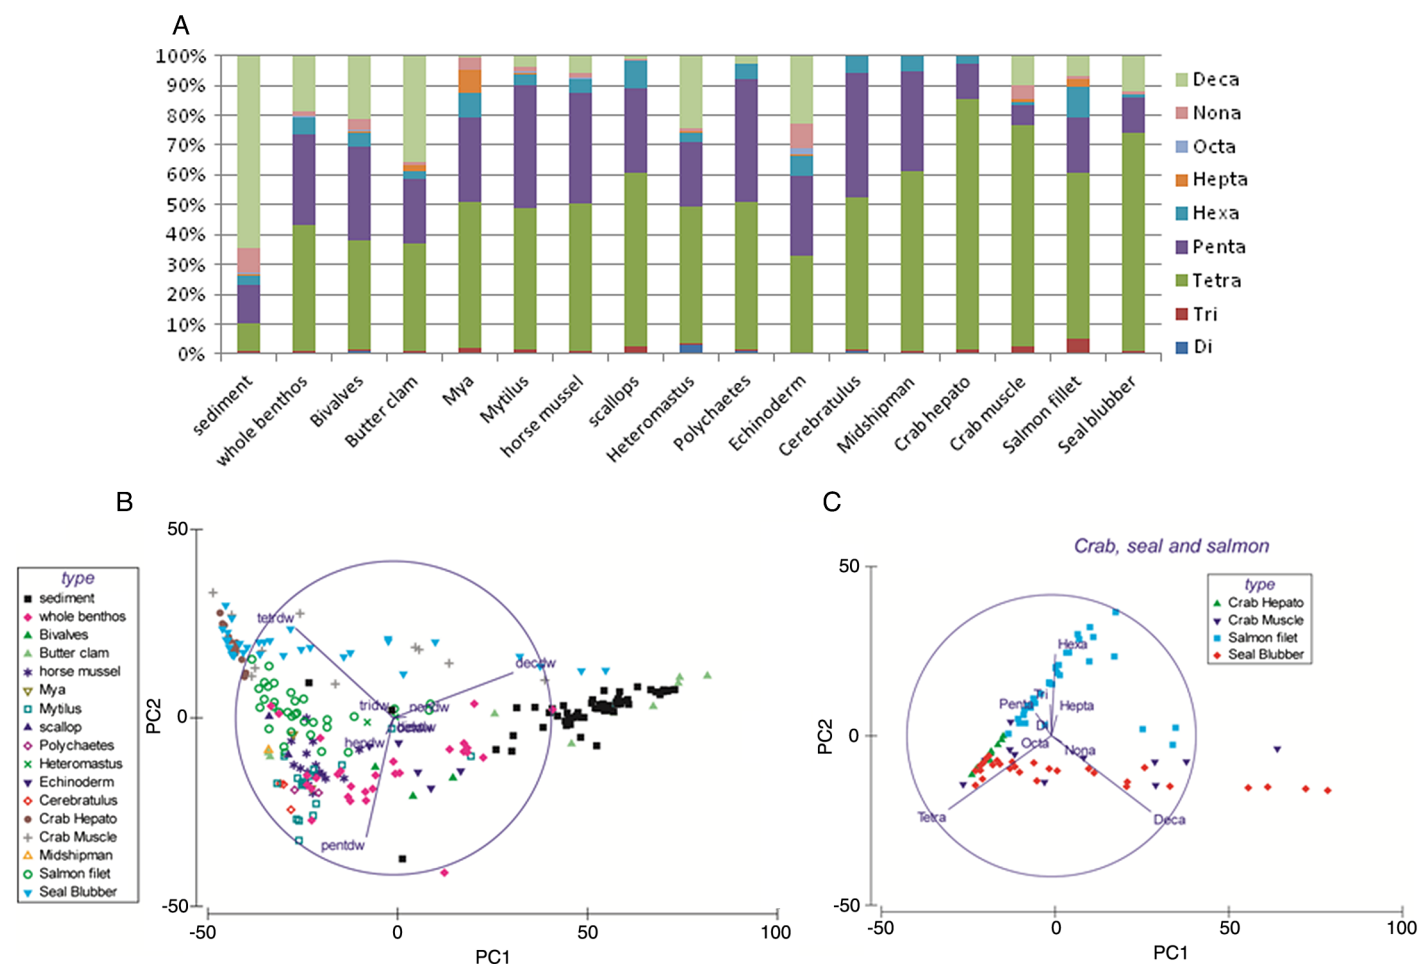 A
100%
90%
80%
70%
60%
50%
40%
30%
20%
10%
0%
Deca
Nona
Octa
Hepta
Hexa
Penta
Tetra
Tri
Di
sediment
whole benthos
Bivalves
Butter clam
Mya
Mytilus
horse mussel
scallops
Heteromastus
Polychaetes
Echinoderm
Cerebratulus
Midshipman
Crab hepato
Crab muscle
Salmon fillet
Seal blubber
B
type
sediment
whole benthos
Bivalves
Butter clam
horse mussel
Mya
Mytilus
scallop
Polychaetes
Heteromastus
Echinoderm
Cerebratulus
Crab Hepato
Crab Muscle
Midshipman
Salmon filet
Seal Blubber
PC2
50
0
-50
tetrdw
decdw
tridw
nondw
hepdw
pentdw
-50
0
50
100
PC1
C
Crab, seal and salmon
type
Crab Hepato
Crab Muscle
Salmon filet
Seal Blubber
PC2
50
0
-50
Hexa
Tri
Penta
Hepta
Di
Octa
Nona
Tetra
Deca
-50
0
50
100
PC1